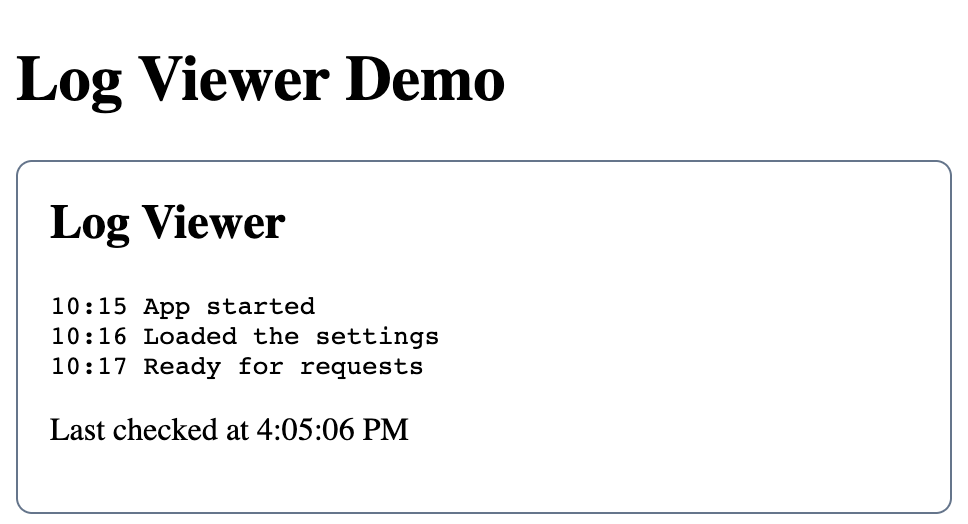 Log Viewer Demo
Log Viewer
10:15 App started
10:16 Loaded the settings
10:17 Ready for requests
Last checked at 4:05:06 PM